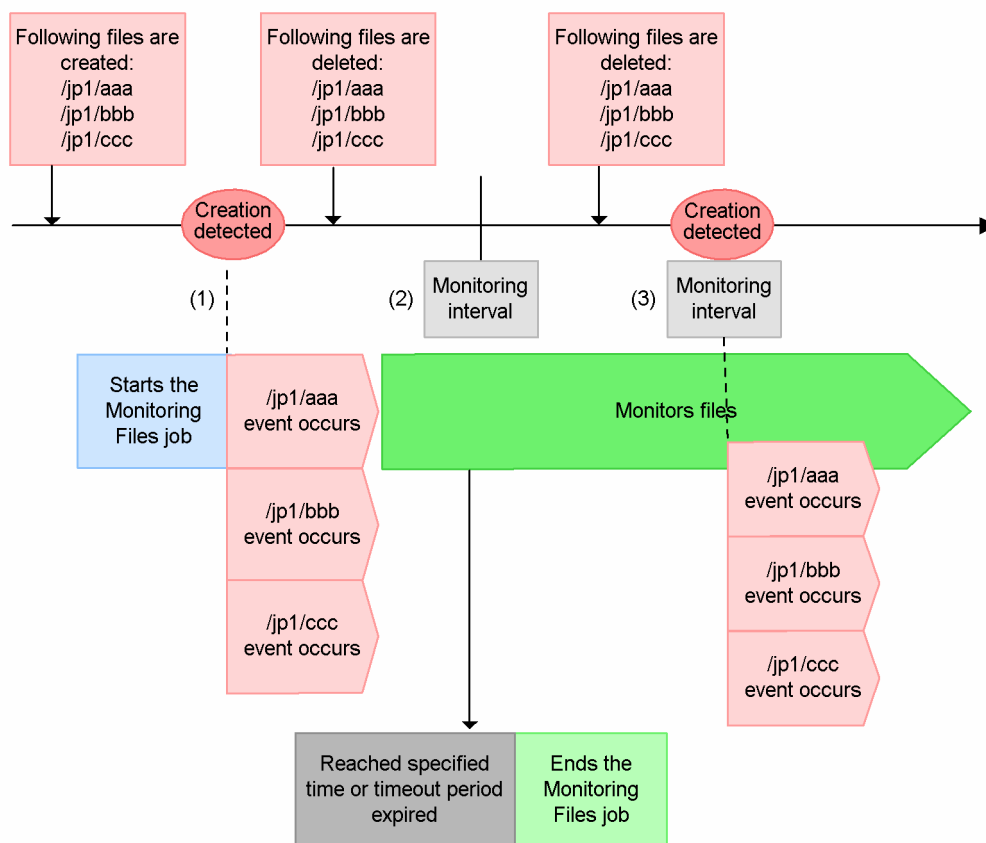 Following files are
created:
/jp1/aaa
/jp1/bbb
/jp1/ccc
Following files are
deleted:
/jp1/aaa
/jp1/bbb
/jp1/ccc
Following files are
deleted:
/jp1/aaa
/jp1/bbb
/jp1/ccc
Creation
detected
Creation
detected
(1)
(2)
Monitoring
interval
(3)
Monitoring
interval
Starts the
Monitoring
Files job
/jp1/aaa
event occurs
Monitors files
/jp1/bbb
event occurs
/jp1/ccc
event occurs
/jp1/aaa
event occurs
/jp1/bbb
event occurs
/jp1/ccc
event occurs
Reached specified
time or timeout period
expired
Ends the
Monitoring
Files job